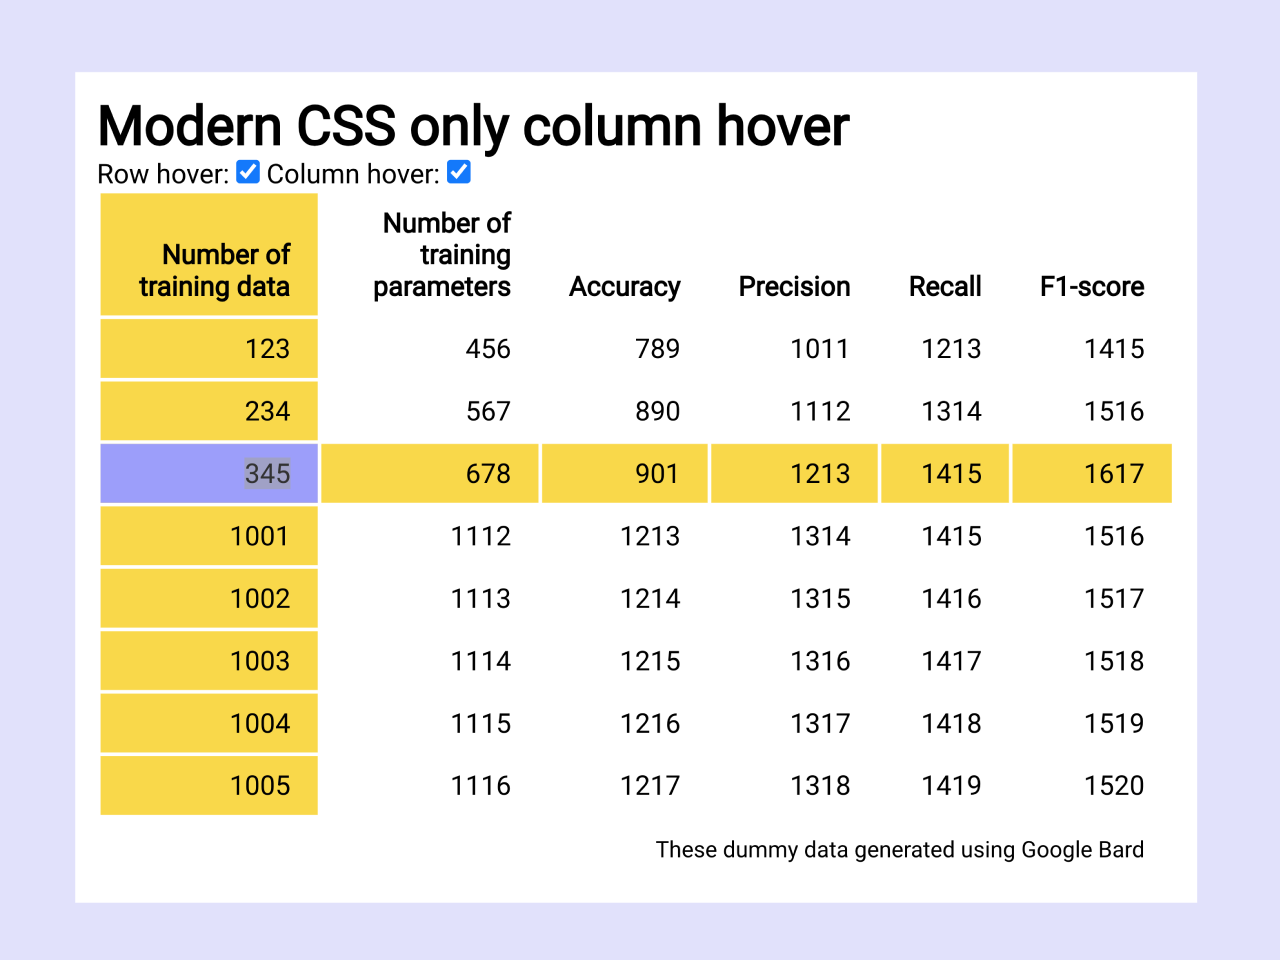 Modern CSS only column hover
Row hover: Column hover:
Number of training data Number of training parameters Accuracy Precision Recall F1-score
123 456 789 1011 1213 1415
234 567 890 1112 1314 1516
345 678 901 1213 1415 1617
1001 1112 1213 1314 1415 1516
1002 1113 1214 1315 1416 1517
1003 1114 1215 1316 1417 1518
1004 1115 1216 1317 1418 1519
1005 1116 1217 1318 1419 1520
These dummy data generated using Google Bard